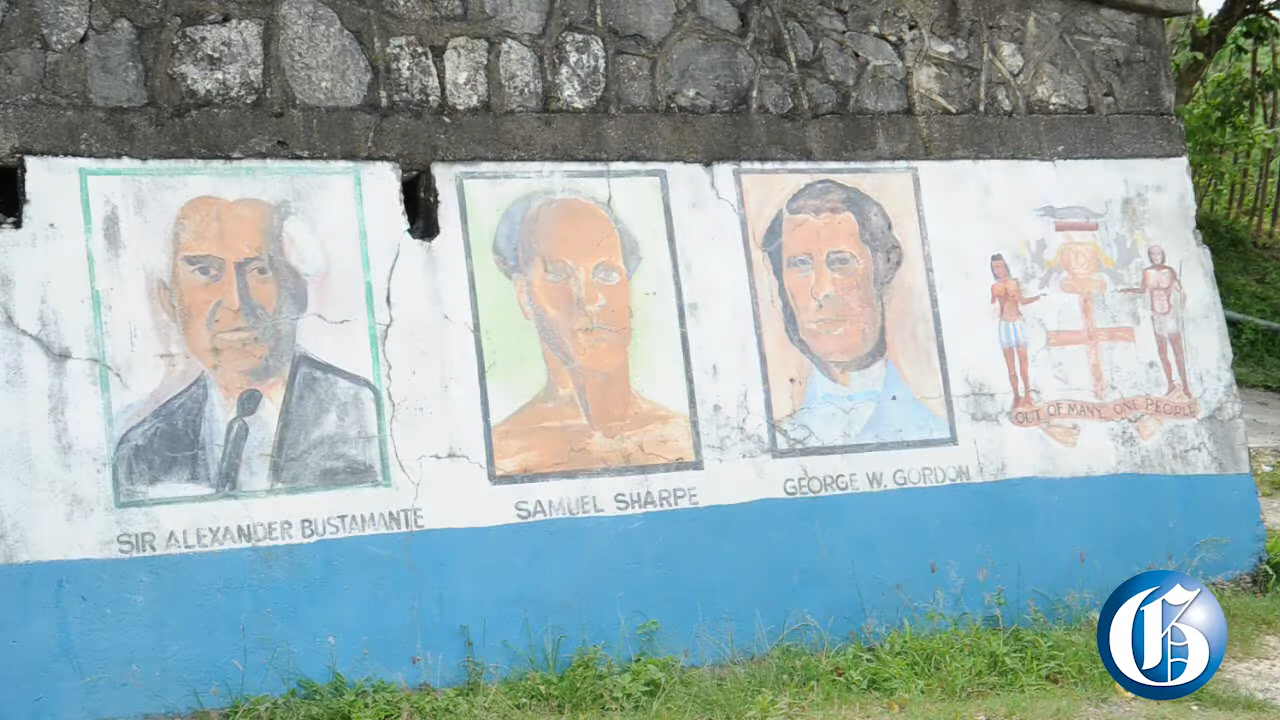 SIR ALEXANDER BUSTAMANTE
SAMUEL SHARPE
GEORGE W. GORDON
OUT OF MANY, ONE PEOPLE
G